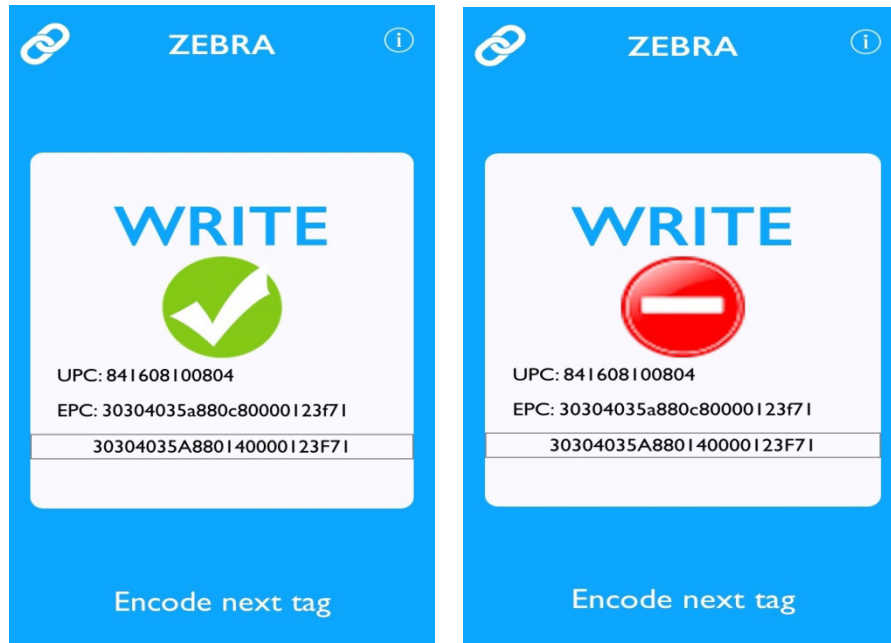 ZEBRA
WRITE
UPC: 841608100804
EPC: 30304035a880c80000123f71
30304035A880140000123F71
Encode next tag
ZEBRA
WRITE
UPC: 841608100804
EPC: 30304035a880c80000123f71
30304035A880140000123F71
Encode next tag